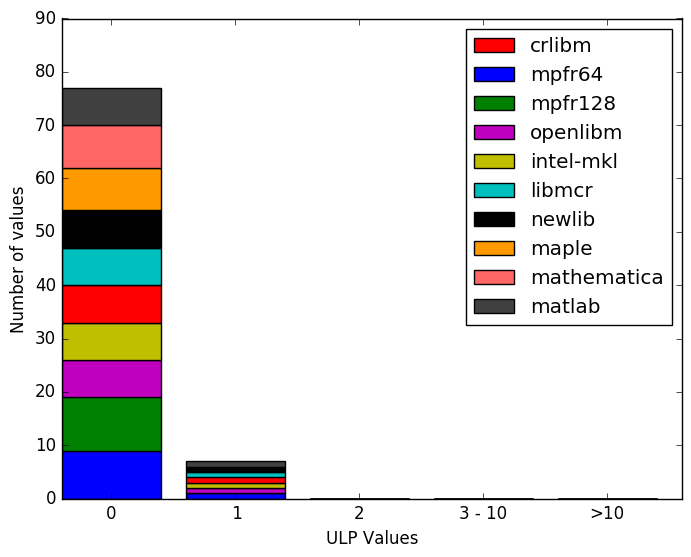 90
80
70
60
50
40
30
20
10
0
Number of values
crlibm
mpfr64
mpfr128
openlibm
intel-mkl
libmcr
newlib
maple
mathematica
matlab
0 1 2 3 - 10 >10
ULP Values